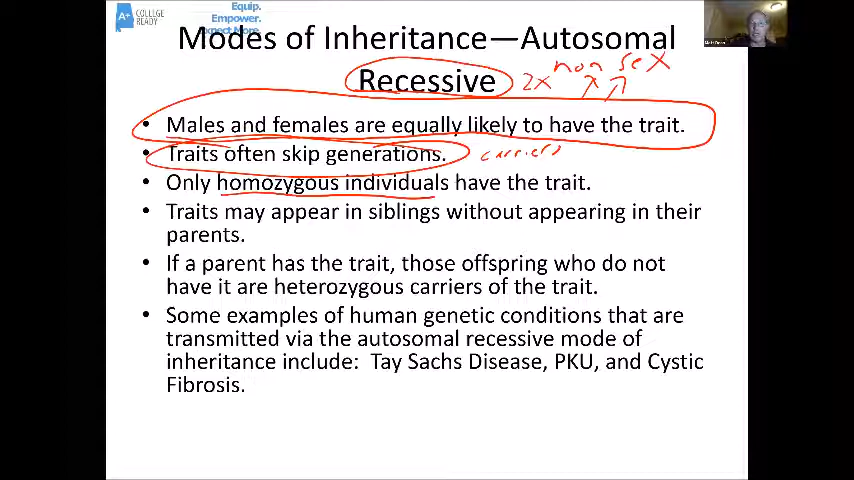 A+ COLLEGE READY
Equip.
Empower.
Expect More.
Modes of Inheritance—Autosomal
Recessive 2X non sex
• Males and females are equally likely to have the trait.
• Traits often skip generations. carriers
• Only homozygous individuals have the trait.
• Traits may appear in siblings without appearing in their
parents.
• If a parent has the trait, those offspring who do not
have it are heterozygous carriers of the trait.
• Some examples of human genetic conditions that are
transmitted via the autosomal recessive mode of
inheritance include: Tay Sachs Disease, PKU, and Cystic
Fibrosis.